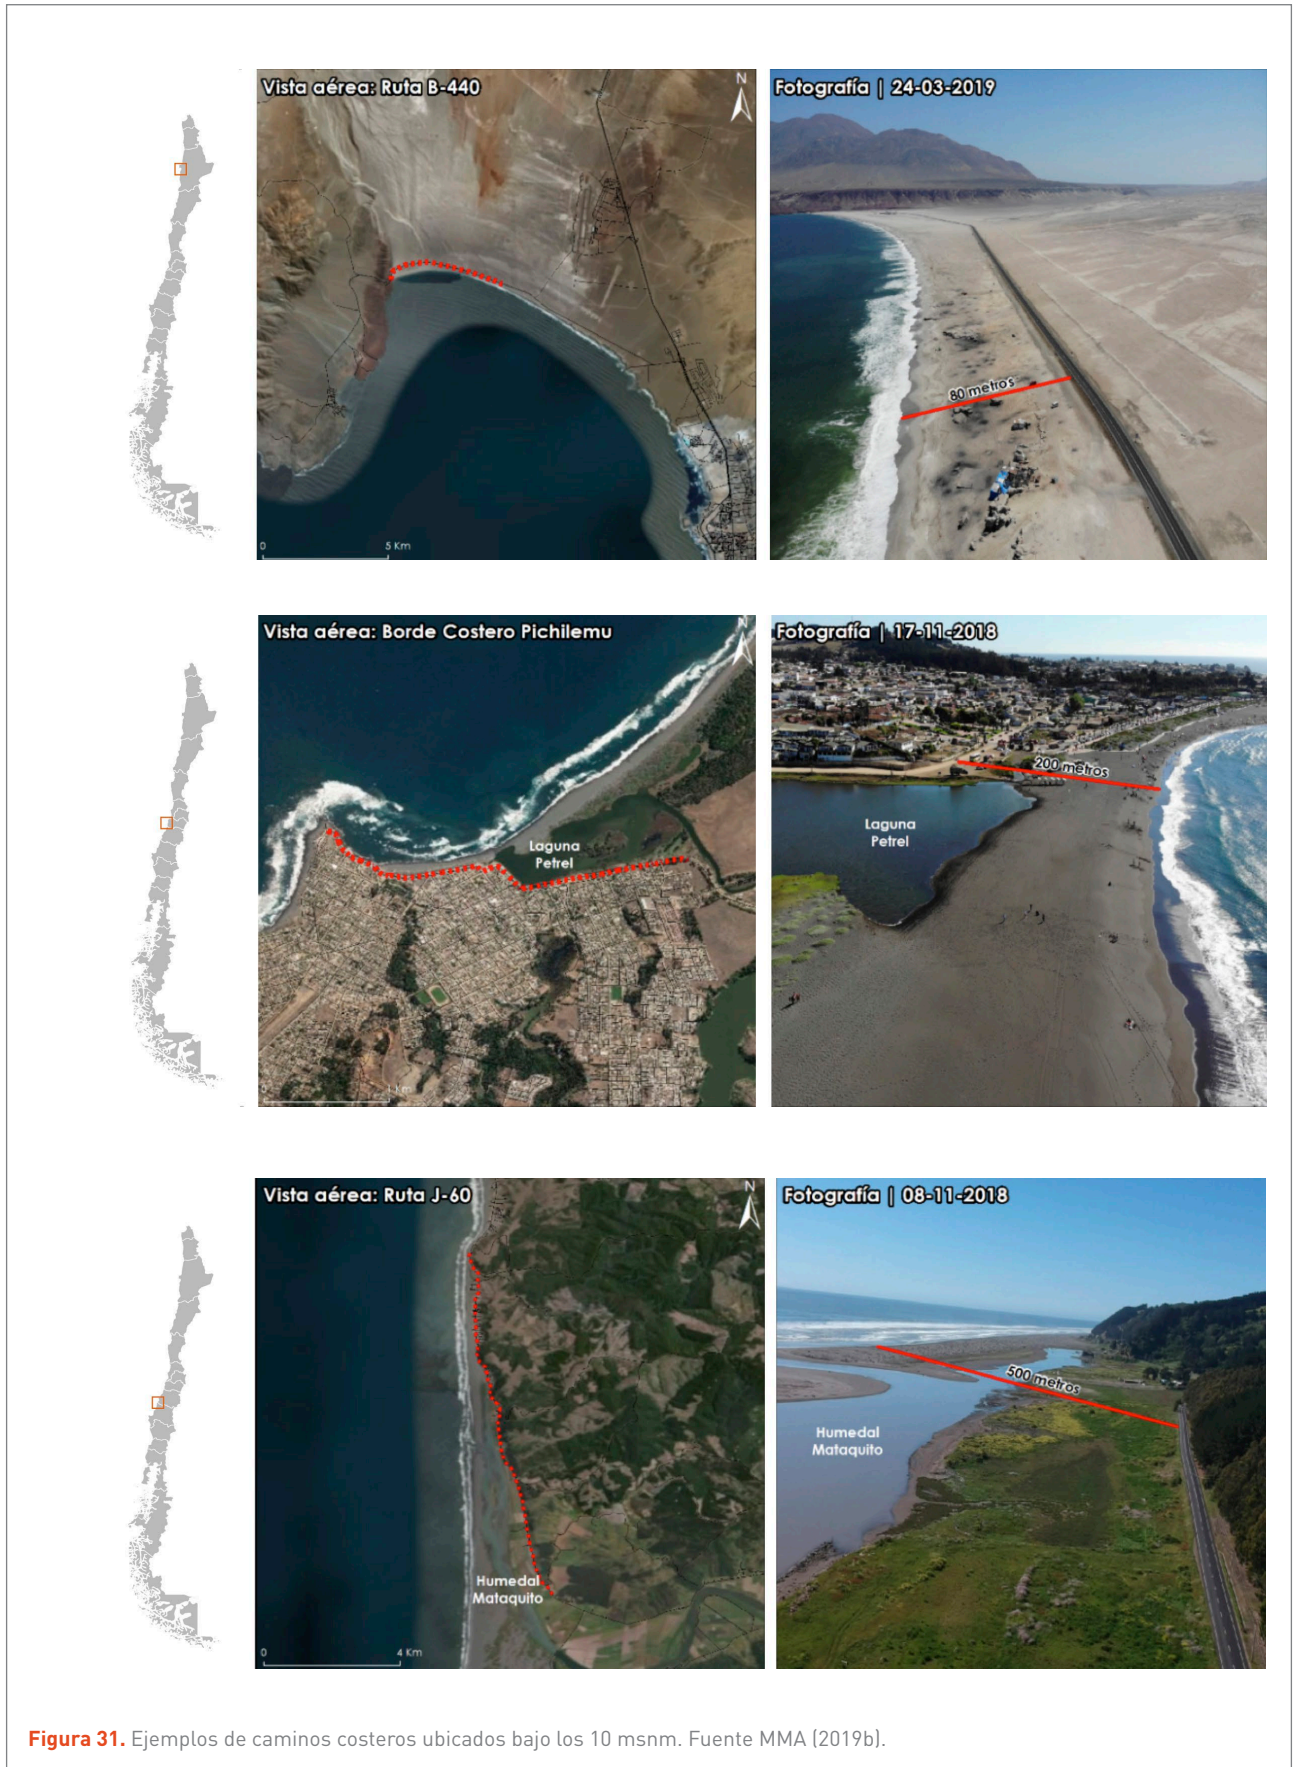 Vista aérea: Ruta B-440
N
0
5 Km
Fotografía | 24-03-2019
80 metros
Vista aérea: Borde Costero Pichilemu
N
Laguna
Petrel
1 Km
Fotografía | 17-11-2018
200 metros
Laguna
Petrel
Vista aérea: Ruta J-60
N
Humedal
Mataquito
0
4 Km
Fotografía | 08-11-2018
500 metros
Humedal
Mataquito
Figura 31. Ejemplos de caminos costeros ubicados bajo los 10 msnm. Fuente MMA (2019b).